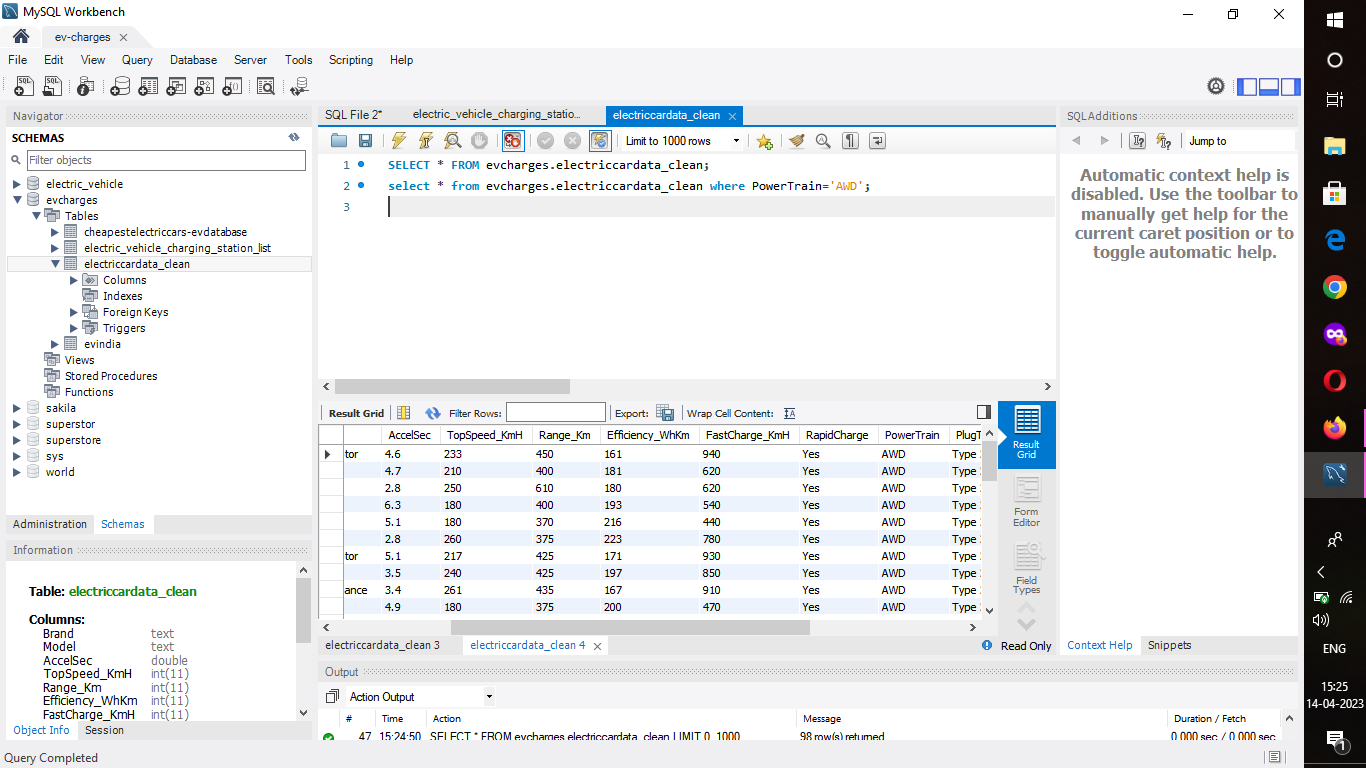 MySQL Workbench
ev-charges
File Edit View Query Database Server Tools Scripting Help
Navigator
SCHEMAS
Filter objects
electric_vehicle
evcharges
Tables
cheapestelectriccars-evdatabase
electric_vehicle_charging_station_list
electriccardata_clean
Columns
Indexes
Foreign Keys
Triggers
evindia
Views
Stored Procedures
Functions
sakila
superstor
superstore
sys
world
Administration Schemas
Information
Table: electriccardata_clean
Columns:
Brand text
Model text
AccelSec double
TopSpeed_KmH int(11)
Range_Km int(11)
Efficiency_WhKm int(11)
FastCharge_KmH int(11)
Object Info Session
Query Completed
SQL File 2* electric_vehicle_charging_statio... electriccardata_clean
Limit to 1000 rows
1 SELECT * FROM evcharges.electriccardata_clean;
2 select * from evcharges.electriccardata_clean where PowerTrain='AWD';
3
Result Grid Filter Rows: Export: Wrap Cell Content:
AccelSec TopSpeed_KmH Range_Km Efficiency_WhKm FastCharge_KmH RapidCharge PowerTrain PlugT
tor 4.6 233 450 161 940 Yes AWD Type
4.7 210 400 181 620 Yes AWD Type
2.8 250 610 180 620 Yes AWD Type
6.3 180 400 193 540 Yes AWD Type
5.1 180 370 216 440 Yes AWD Type
2.8 260 375 223 780 Yes AWD Type
tor 5.1 217 425 171 930 Yes AWD Type
3.5 240 425 197 850 Yes AWD Type
ance 3.4 261 435 167 910 Yes AWD Type
4.9 180 375 200 470 Yes AWD Type
Result
Grid
Form
Editor
Field
Types
electriccardata_clean 3 electriccardata_clean 4 Read Only
Output
Action Output
# Time Action Message Duration / Fetch
47 15:24:50 SELECT * FROM evcharges.electriccardata_clean LIMIT 0, 1000 98 row(s) returned 0.000 sec / 0.000 sec
SQLAdditions
Jump to
Automatic context help is
disabled. Use the toolbar to
manually get help for the
current caret position or to
toggle automatic help.
Context Help Snippets
ENG
15:25
14-04-2023
1